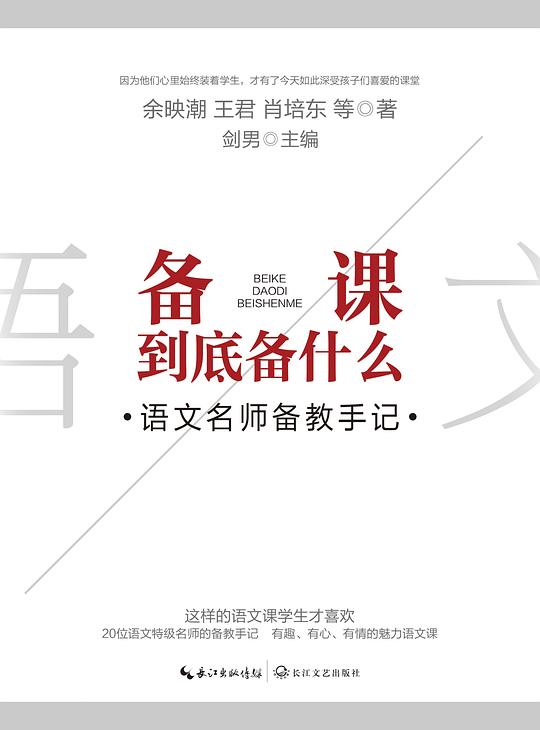 因为他们心里始终装着学生，才有了今天如此深受孩子们喜爱的课堂
余映潮 王君 肖培东 等◎著
剑男◎主编
语 文
备课
BEIKE
DAODI
BEISHENME
到底备什么
·语文名师备教手记·
这样的语文课学生才喜欢
20位语文特级名师的备教手记 有趣、有心、有情的魅力语文课
长江出版传媒 长江文艺出版社